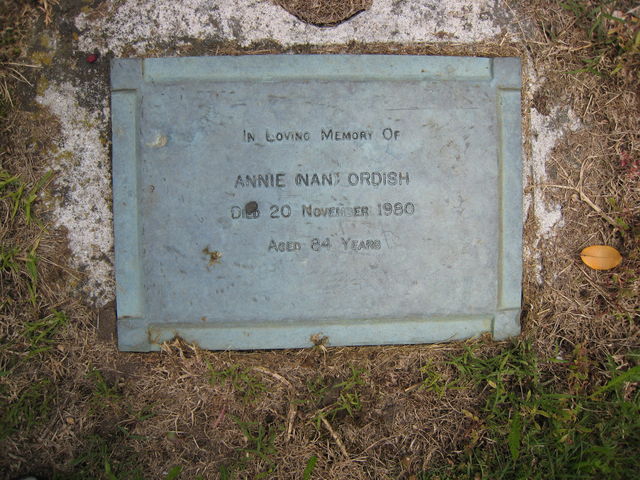 In Loving Memory Of
ANNIE (NAN) ORDISH
Died 20 November 1980
Aged 84 Years